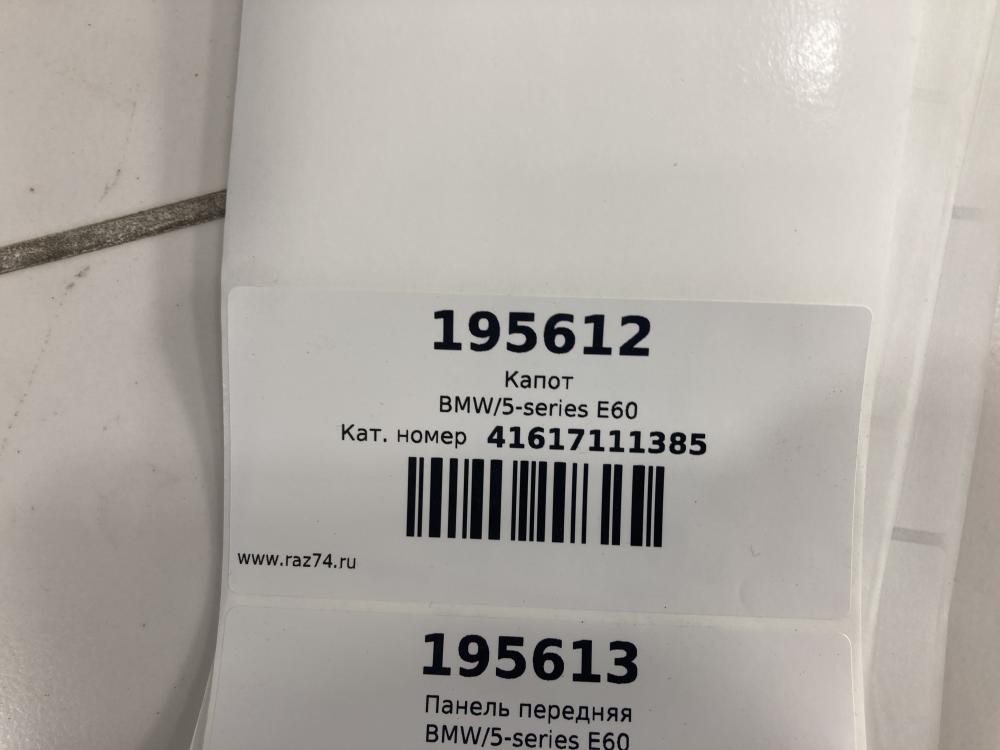 195612
Капот
BMW/5-series E60
Кат. номер 41617111385
www.raz74.ru
195613
Панель передняя
BMW/5-series E60